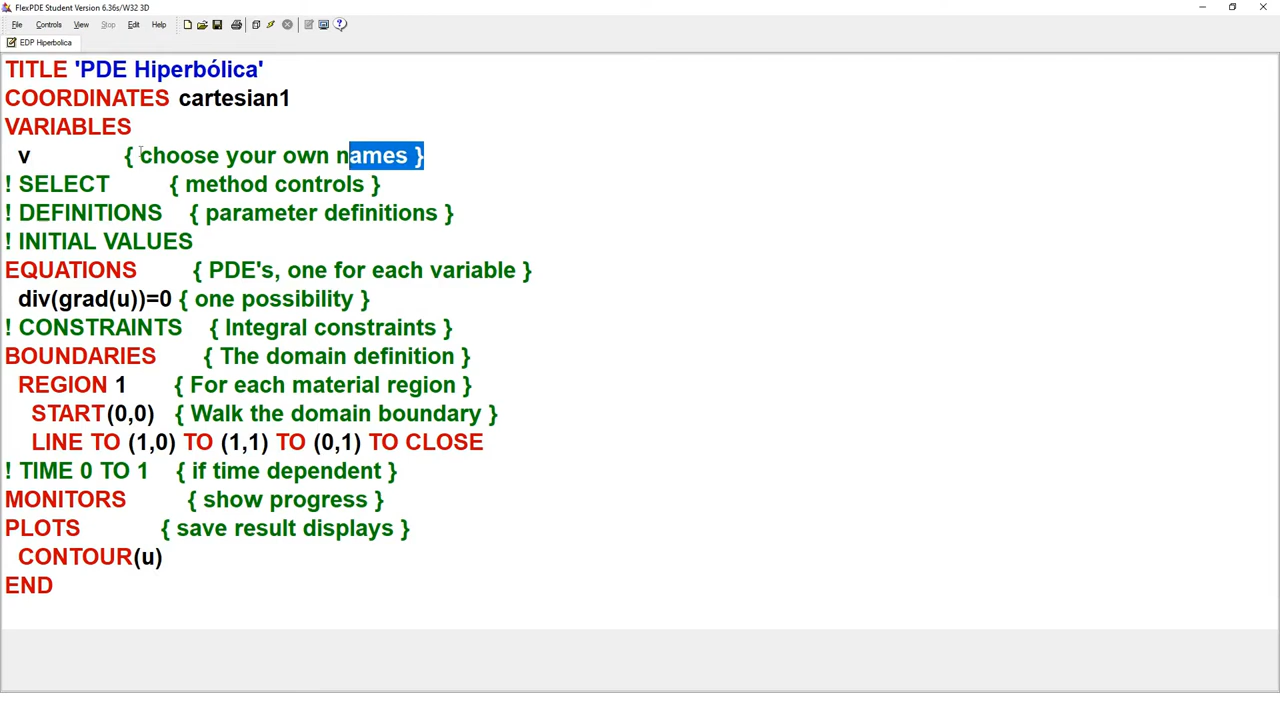 FlexPDE Student Version 6.36s/W32 3D
File Controls View Stop Edit Help
EDP Hiperbolica
TITLE 'PDE Hiperbólica'
COORDINATES cartesian1
VARIABLES
v { choose your own names }
! SELECT { method controls }
! DEFINITIONS { parameter definitions }
! INITIAL VALUES
EQUATIONS { PDE's, one for each variable }
div(grad(u))=0 { one possibility }
! CONSTRAINTS { Integral constraints }
BOUNDARIES { The domain definition }
REGION 1 { For each material region }
START(0,0) { Walk the domain boundary }
LINE TO (1,0) TO (1,1) TO (0,1) TO CLOSE
! TIME 0 TO 1 { if time dependent }
MONITORS { show progress }
PLOTS { save result displays }
CONTOUR(u)
END